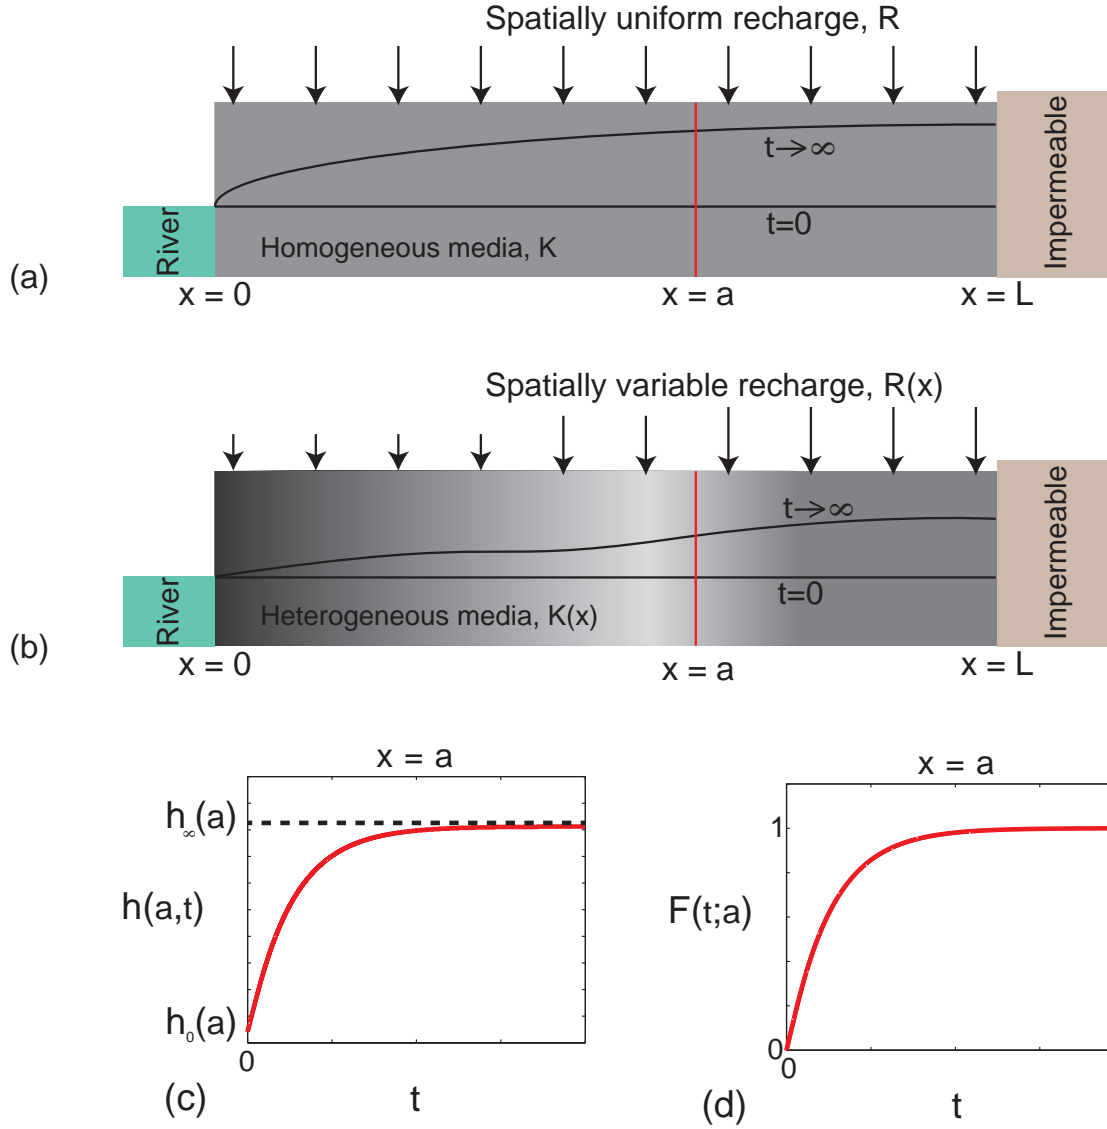 Spatially uniform recharge, R
t→∞
t=0
Homogeneous media, K
River
Impermeable
(a)
x = 0
x = a
x = L
Spatially variable recharge, R(x)
t→∞
t=0
Heterogeneous media, K(x)
River
Impermeable
(b)
x = 0
x = a
x = L
x = a
h∞(a)
h(a,t)
h₀(a)
0
(c)
t
x = a
1
F(t;a)
0
0
(d)
t